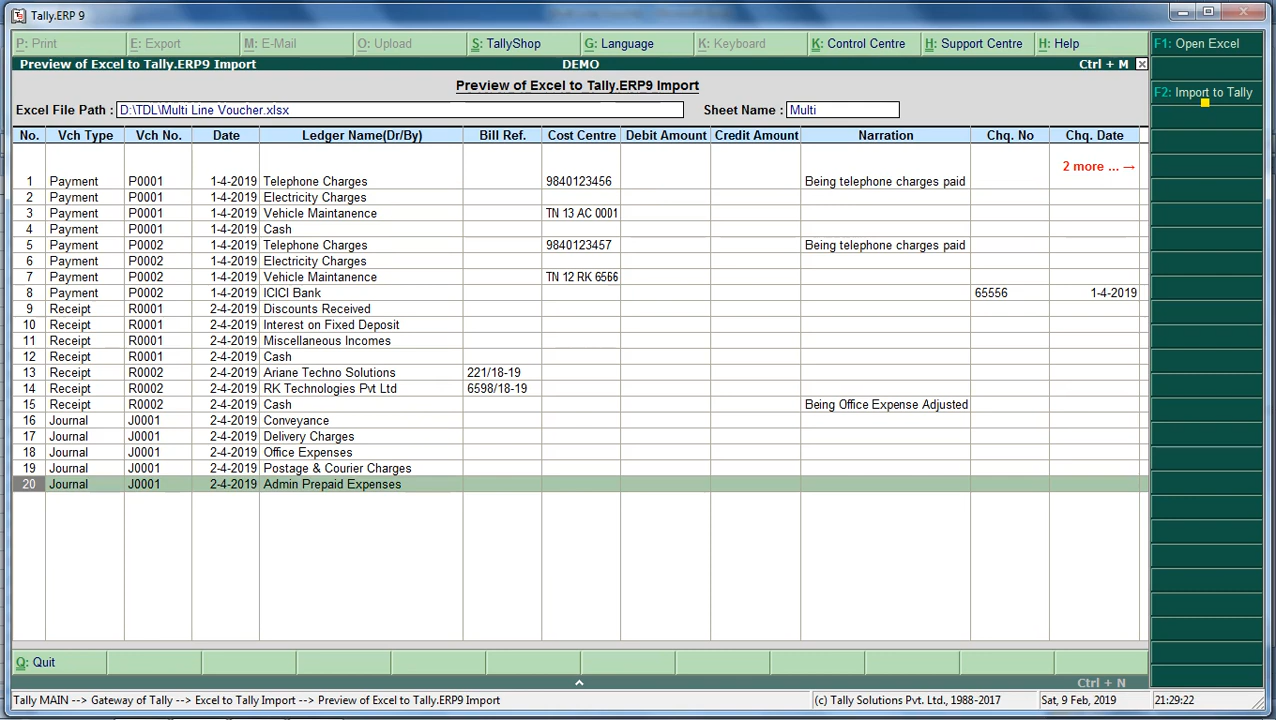 Tally.ERP 9
P: Print E: Export M: E-Mail O: Upload S: TallyShop G: Language K: Keyboard K: Control Centre H: Support Centre H: Help F1: Open Excel
Preview of Excel to Tally.ERP9 Import DEMO Ctrl + M
Preview of Excel to Tally.ERP9 Import F2: Import to Tally
Excel File Path : D:\TDL\Multi Line Voucher.xlsx Sheet Name : Multi
No. Vch Type Vch No. Date Ledger Name(Dr/By) Bill Ref. Cost Centre Debit Amount Credit Amount Narration Chq. No Chq. Date
2 more ... →
1 Payment P0001 1-4-2019 Telephone Charges 9840123456 Being telephone charges paid
2 Payment P0001 1-4-2019 Electricity Charges
3 Payment P0001 1-4-2019 Vehicle Maintanence TN 13 AC 0001
4 Payment P0001 1-4-2019 Cash
5 Payment P0002 1-4-2019 Telephone Charges 9840123457 Being telephone charges paid
6 Payment P0002 1-4-2019 Electricity Charges
7 Payment P0002 1-4-2019 Vehicle Maintanence TN 12 RK 6566
8 Payment P0002 1-4-2019 ICICI Bank 65556 1-4-2019
9 Receipt R0001 2-4-2019 Discounts Received
10 Receipt R0001 2-4-2019 Interest on Fixed Deposit
11 Receipt R0001 2-4-2019 Miscellaneous Incomes
12 Receipt R0001 2-4-2019 Cash
13 Receipt R0002 2-4-2019 Ariane Techno Solutions 221/18-19
14 Receipt R0002 2-4-2019 RK Technologies Pvt Ltd 6598/18-19
15 Receipt R0002 2-4-2019 Cash Being Office Expense Adjusted
16 Journal J0001 2-4-2019 Conveyance
17 Journal J0001 2-4-2019 Delivery Charges
18 Journal J0001 2-4-2019 Office Expenses
19 Journal J0001 2-4-2019 Postage & Courier Charges
20 Journal J0001 2-4-2019 Admin Prepaid Expenses
Q: Quit
Ctrl + N
Tally MAIN --> Gateway of Tally --> Excel to Tally Import --> Preview of Excel to Tally.ERP9 Import (c) Tally Solutions Pvt. Ltd., 1988-2017 Sat, 9 Feb, 2019 21:29:22